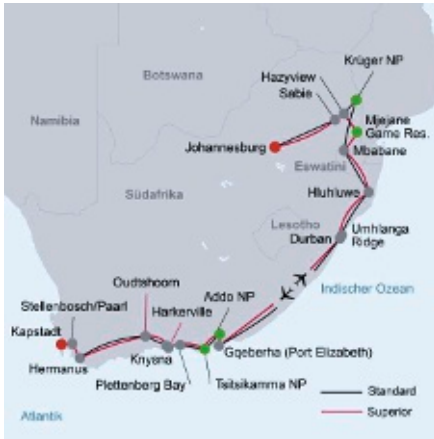 Krüger NP
Botswana
Hazyview
Sabie
Namibia
Mjejane
Game Res.
Johannesburg
Mbabane
Eswatini
Südafrika
Hluhluwe
Lesotho
Durban
Umhlanga
Ridge
Oudtshoorn
Indischer Ozean
Stellenbosch/Paarl
Harkerville
Addo NP
Kapstadt
Hermanus
Knysna
Gqeberha (Port Elizabeth)
Plettenberg Bay
Tsitsikamma NP
Standard
Superior
Atlantik